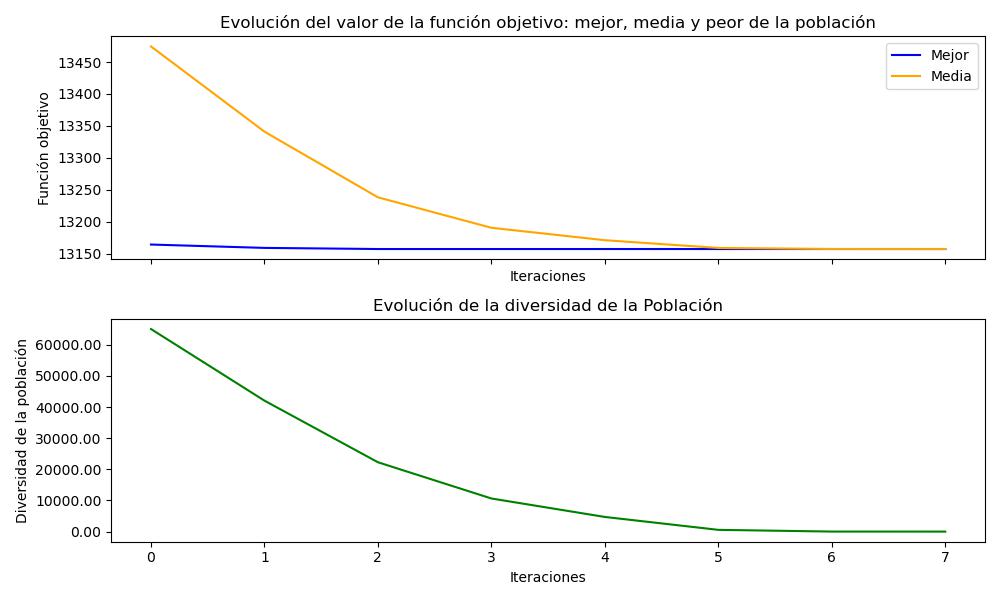 Evolución del valor de la función objetivo: mejor, media y peor de la población
Función objetivo
13450
13400
13350
13300
13250
13200
13150
Mejor
Media
Iteraciones
Evolución de la diversidad de la Población
Diversidad de la población
60000.00
50000.00
40000.00
30000.00
20000.00
10000.00
0.00
0 1 2 3 4 5 6 7
Iteraciones